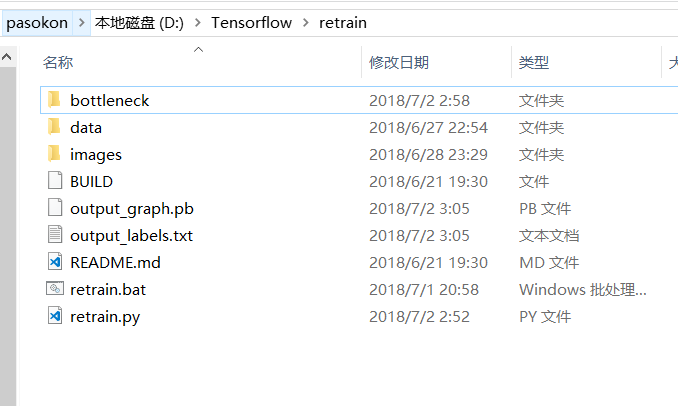 pasokon > 本地磁盘 (D:) > Tensorflow > retrain
名称 修改日期 类型
bottleneck 2018/7/2 2:58 文件夹
data 2018/6/27 22:54 文件夹
images 2018/6/28 23:29 文件夹
BUILD 2018/6/21 19:30 文件
output_graph.pb 2018/7/2 3:05 PB 文件
output_labels.txt 2018/7/2 3:05 文本文档
README.md 2018/6/21 19:30 MD 文件
retrain.bat 2018/7/1 20:58 Windows 批处理...
retrain.py 2018/7/2 2:52 PY 文件